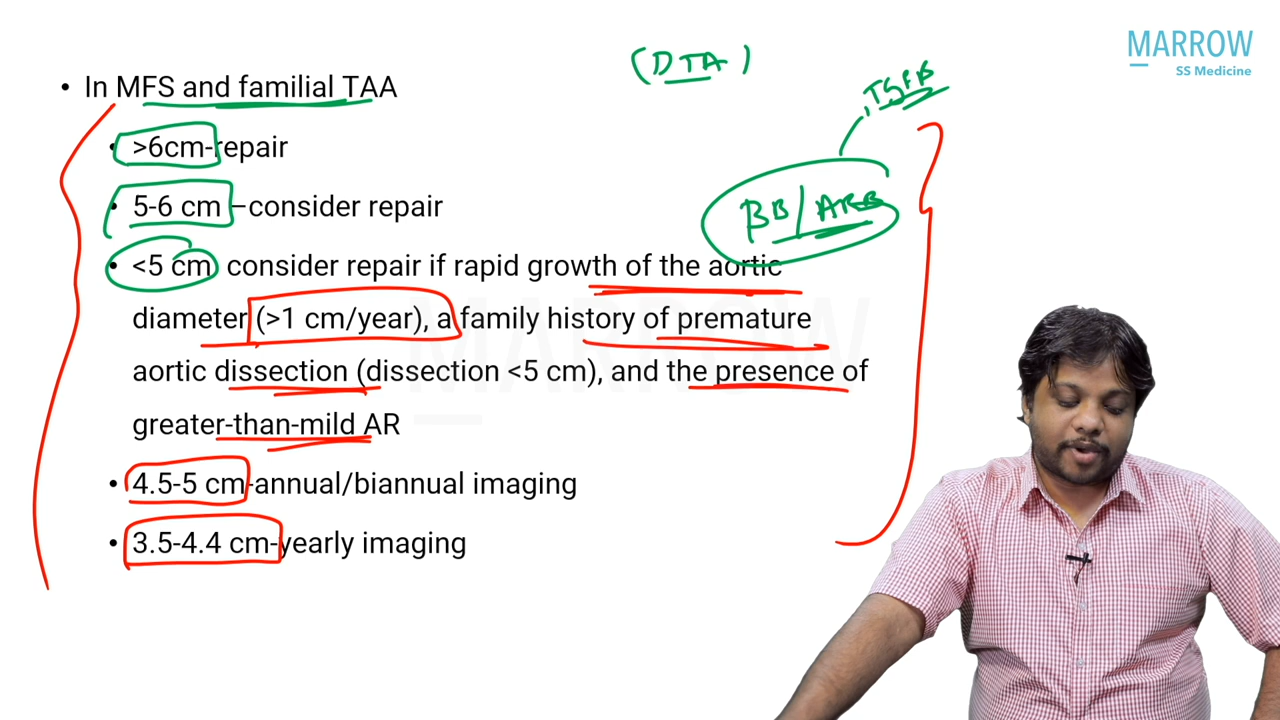 MARROW
SS Medicine
(DTA)
• In MFS and familial TAA
TGFB
• >6cm-repair
• 5-6 cm –consider repair
BB/ARB
• <5 cm consider repair if rapid growth of the aortic
diameter (>1 cm/year), a family history of premature
aortic dissection (dissection <5 cm), and the presence of
greater-than-mild AR
• 4.5-5 cm-annual/biannual imaging
• 3.5-4.4 cm-yearly imaging
MARROW